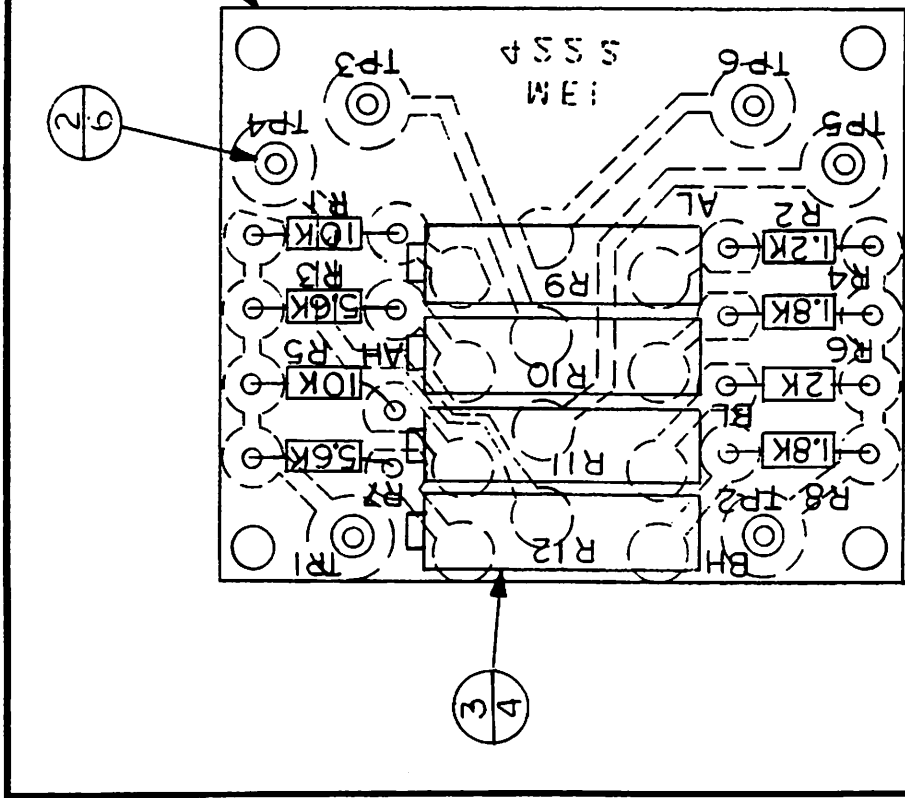 4222
MEI
TP3
TP6
TP4
TP5
2
6
R1
AL
R2
10K
1.2K
R3
R9
R4
5.6K
1.8K
R5
AH
R10
R6
10K
2K
BL
5.6K
R11
1.8K
R7
TP2
R8
R12
TP1
BH
3
4